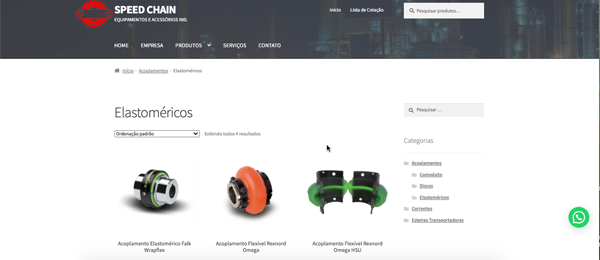 SPEED CHAIN
EQUIPAMENTOS E ACESSÓRIOS IND.
Início Lista de Cotação
Pesquisar produtos…
HOME EMPRESA PRODUTOS SERVIÇOS CONTATO
Início › Acoplamentos › Elastoméricos
Elastoméricos
Ordenação padrão Exibindo todos 4 resultados
Pesquisar …
Categorias
Acoplamentos
Compósito
Discos
Elastoméricos
Correntes
Esteiras Transportadoras
Acoplamento Elastomérico Falk
Wrapflex
Acoplamento Flexível Rexnord
Omega
Acoplamento Flexível Rexnord
Omega HSU